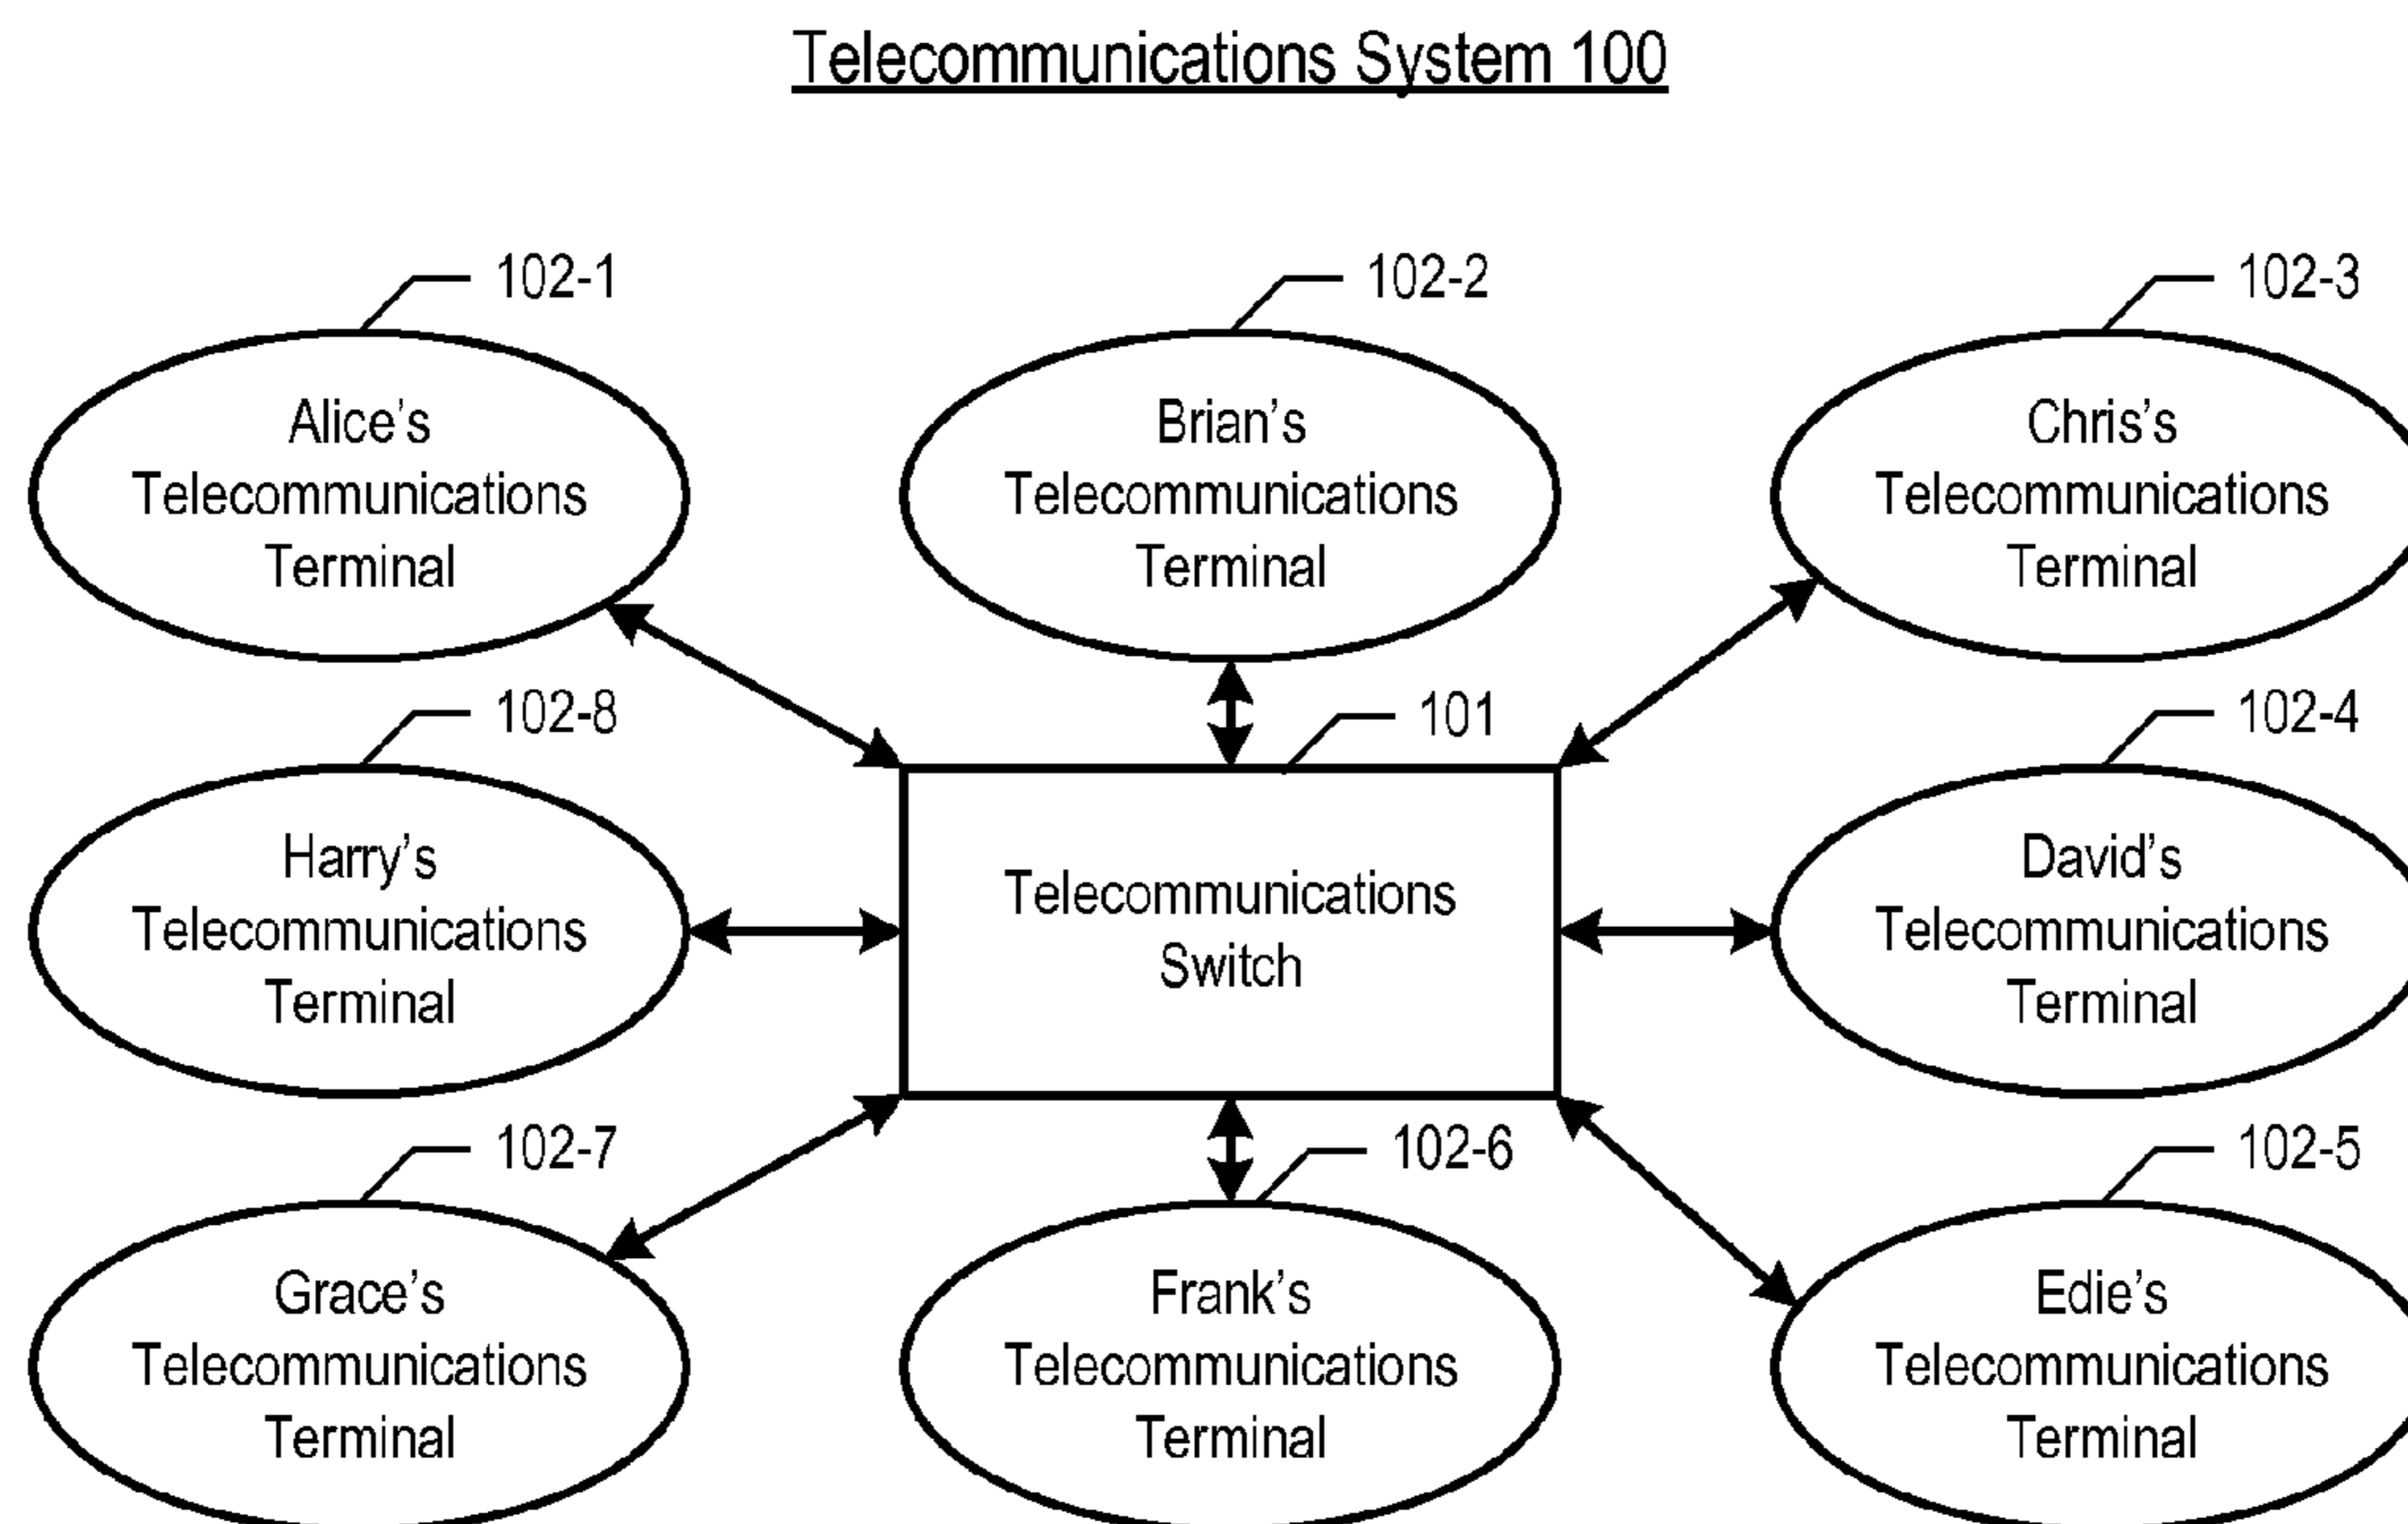 Telecommunications System 100
102-1
102-2
102-3
Alice's
Telecommunications
Terminal
Brian's
Telecommunications
Terminal
Chris's
Telecommunications
Terminal
102-8
101
102-4
Harry's
Telecommunications
Terminal
Telecommunications
Switch
David's
Telecommunications
Terminal
102-7
102-6
102-5
Grace's
Telecommunications
Terminal
Frank's
Telecommunications
Terminal
Edie's
Telecommunications
Terminal